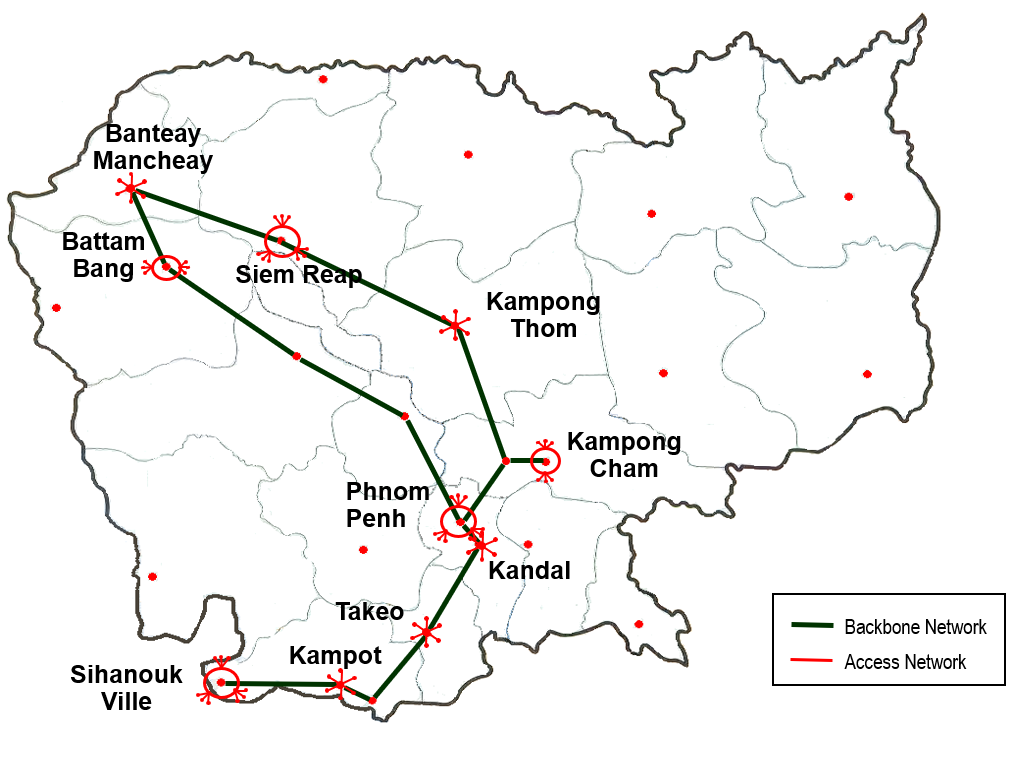 Banteay
Mancheay
Battam
Bang
Siem Reap
Kampong
Thom
Kampong
Cham
Phnom
Penh
Kandal
Takeo
Kampot
Sihanouk
Ville
Backbone Network
Access Network